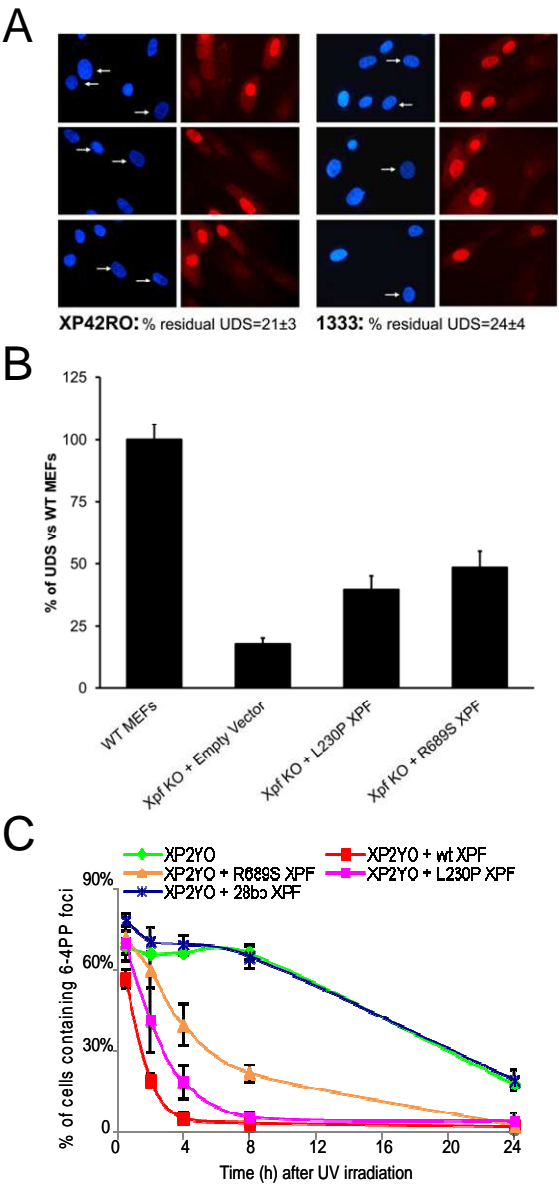 A
XP42RO: % residual UDS=21±3
1333: % residual UDS=24±4
B
% of UDS vs WT MEFs
125
100
75
50
25
0
WT MEFs
Xpf KO + Empty Vector
Xpf KO + L230P XPF
Xpf KO + R689S XPF
C
XP2YO
XP2YO + wt XPF
XP2YO + R689S XPF
XP2YO + L230P XPF
XP2YO + 28bp XPF
% of cells containing 6-4PP foci
90%
60%
30%
0
0 4 8 12 16 20 24
Time (h) after UV irradiation